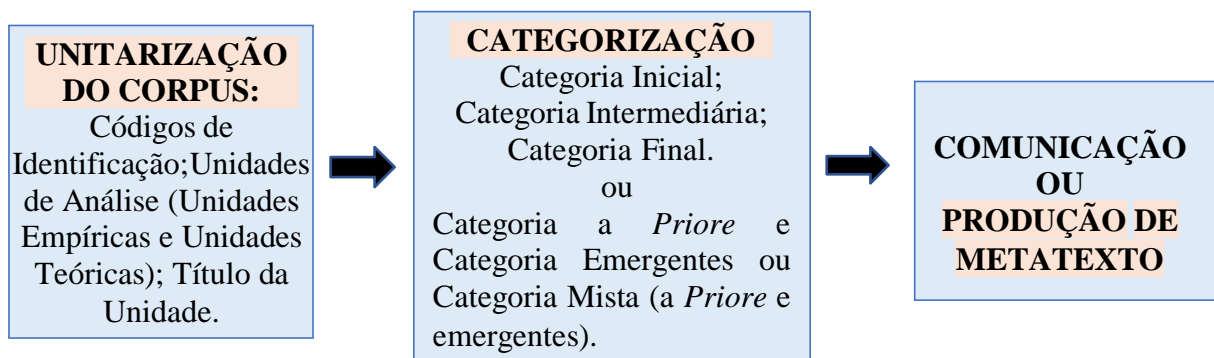 UNITARIZAÇÃO
DO CORPUS:
Códigos de
Identificação;Unidades
de Análise (Unidades
Empíricas e Unidades
Teóricas); Título da
Unidade.
CATEGORIZAÇÃO
Categoria Inicial;
Categoria Intermediária;
Categoria Final.
ou
Categoria a Priore e
Categoria Emergentes ou
Categoria Mista (a Priore e
emergentes).
COMUNICAÇÃO
OU
PRODUÇÃO DE
METATEXTO